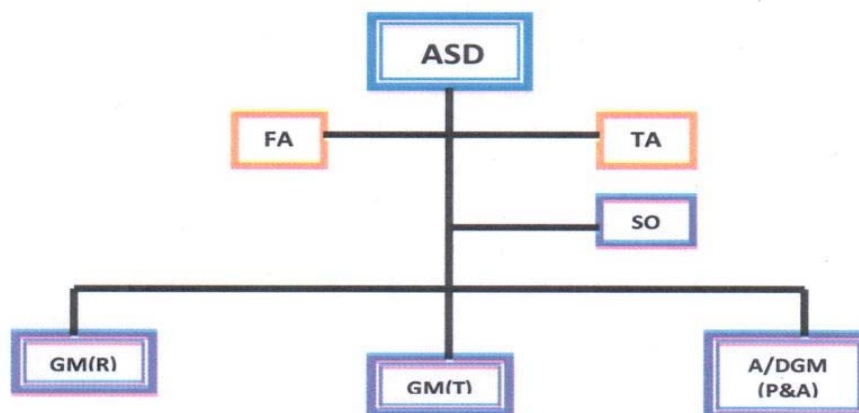 ASD
FA
TA
SO
GM(R)
GM(T)
A/DGM
(P&A)